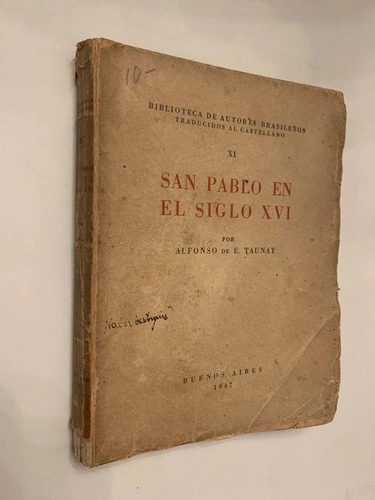 10-
BIBLIOTECA DE AUTORES BRASILEÑOS
TRADUCIDOS AL CASTELLANO
XI
SAN PABLO EN
EL SIGLO XVI
POR
ALFONSO DE E. TAUNAY
BUENOS AIRES
1947